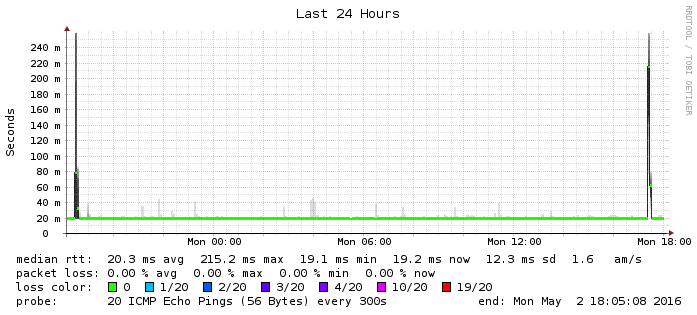 Last 24 Hours
RRDTOOL / TOBI OETIKER
Seconds
240 m
220 m
200 m
180 m
160 m
140 m
120 m
100 m
80 m
60 m
40 m
20 m
0
Mon 00:00 Mon 06:00 Mon 12:00 Mon 18:00
median rtt: 20.3 ms avg 215.2 ms max 19.1 ms min 19.2 ms now 12.3 ms sd 1.6 am/s
packet loss: 0.00 % avg 0.00 % max 0.00 % min 0.00 % now
loss color: 0 1/20 2/20 3/20 4/20 10/20 19/20
probe: 20 ICMP Echo Pings (56 Bytes) every 300s end: Mon May 2 18:05:08 2016